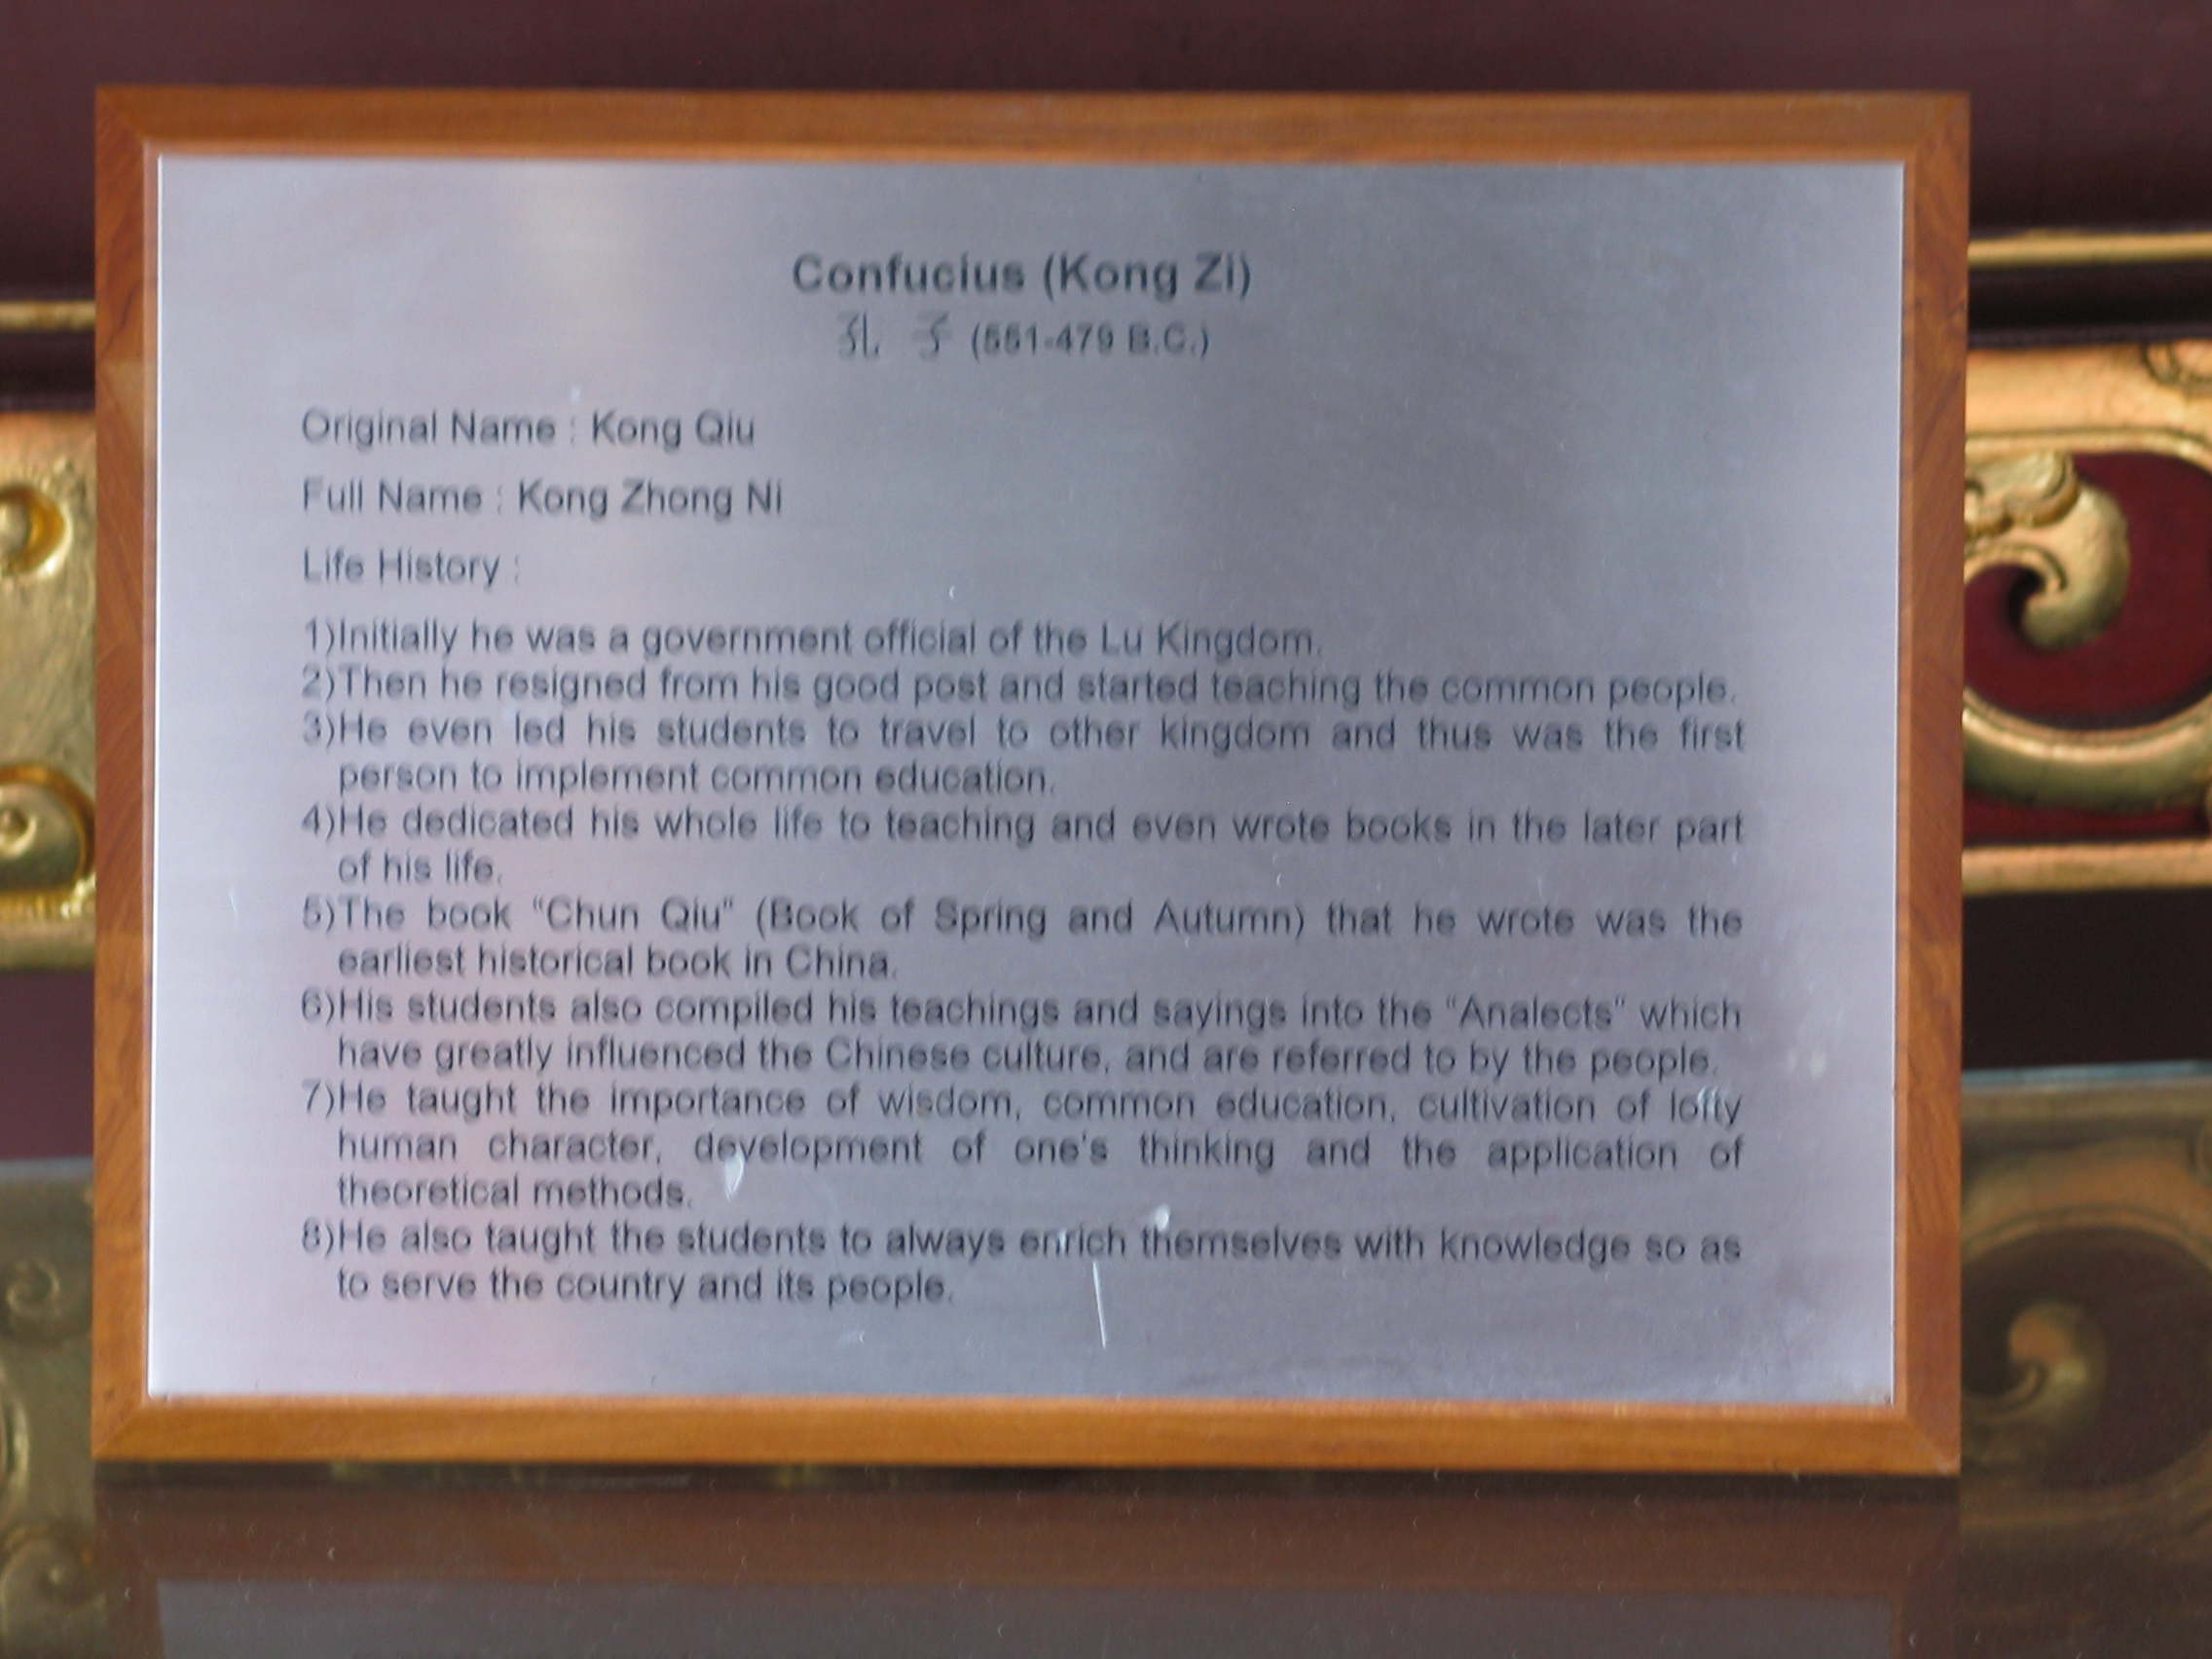 Confucius (Kong Zi)
孔 子 (551-479 B.C.)
Original Name : Kong Qiu
Full Name : Kong Zhong Ni
Life History :
1)Initially he was a government official of the Lu Kingdom.
2)Then he resigned from his good post and started teaching the common people.
3)He even led his students to travel to other kingdom and thus was the first
person to implement common education.
4)He dedicated his whole life to teaching and even wrote books in the later part
of his life.
5)The book “Chun Qiu” (Book of Spring and Autumn) that he wrote was the
earliest historical book in China.
6)His students also compiled his teachings and sayings into the “Analects” which
have greatly influenced the Chinese culture, and are referred to by the people.
7)He taught the importance of wisdom, common education, cultivation of lofty
human character, development of one's thinking and the application of
theoretical methods.
8)He also taught the students to always enrich themselves with knowledge so as
to serve the country and its people.